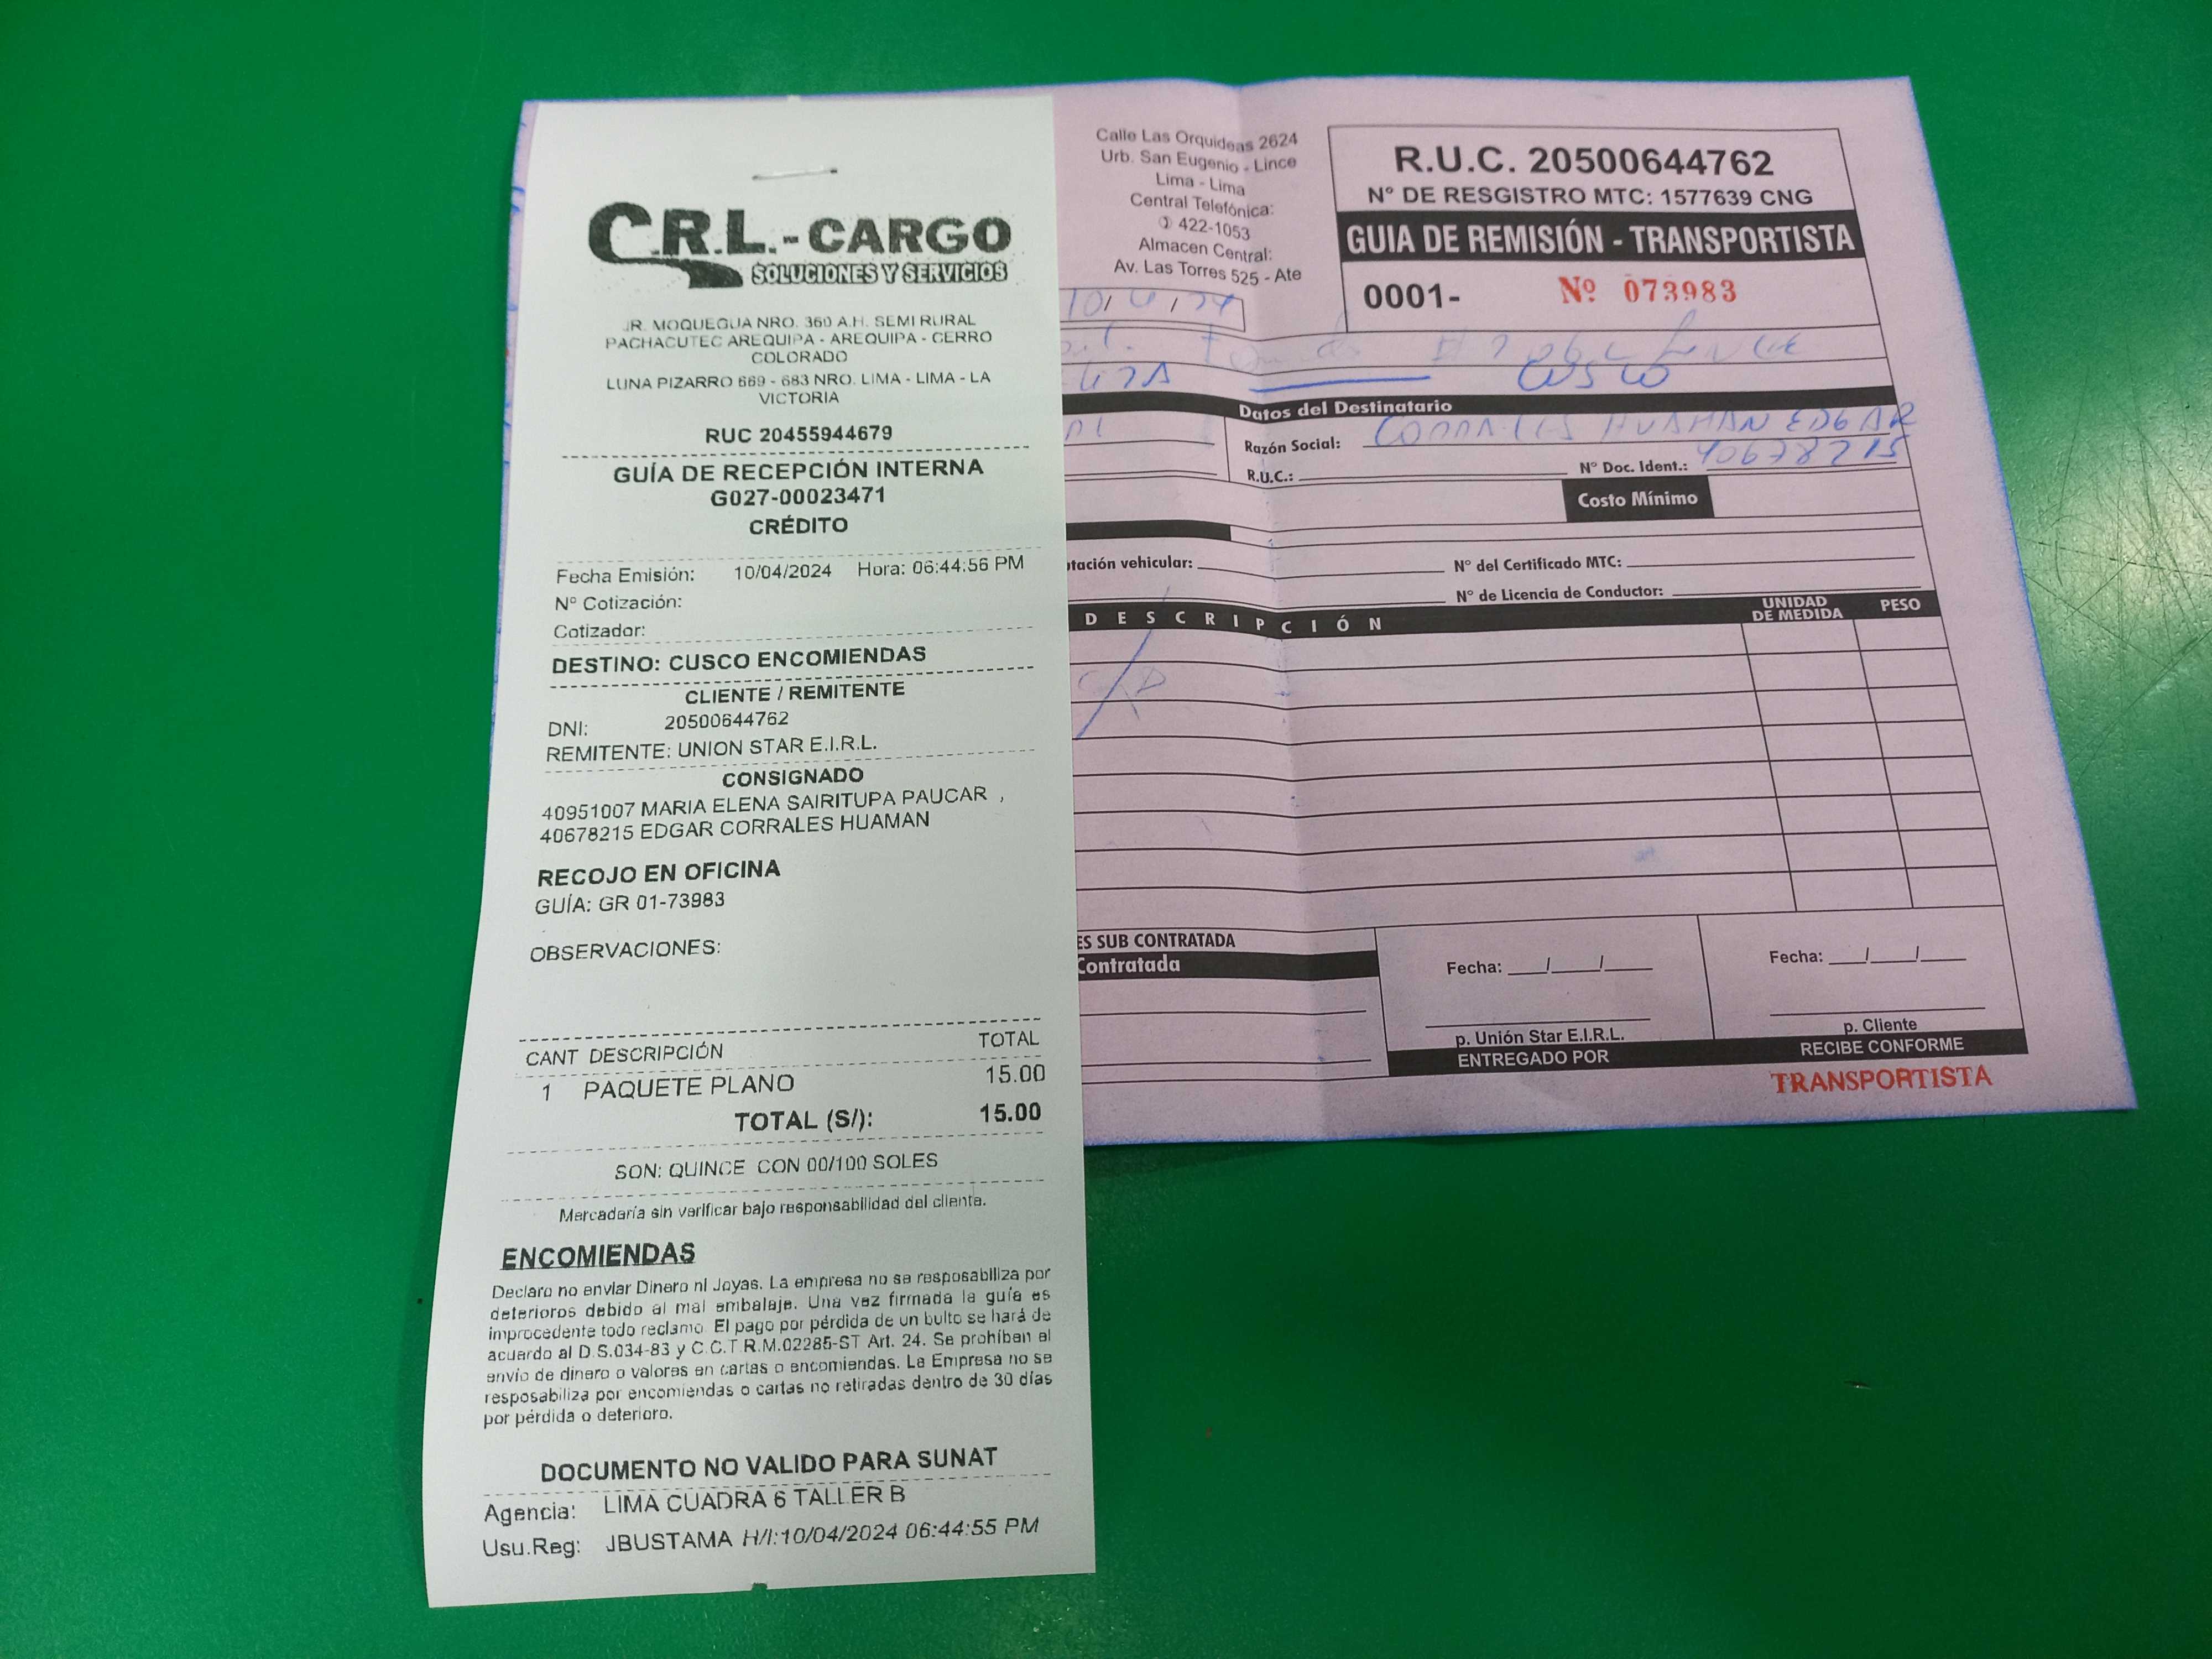 C.R.L.-CARGO
SOLUCIONES Y SERVICIOS
JR. MOQUEGUA NRO. 360 A.H. SEMI RURAL
PACHACUTEC AREQUIPA - AREQUIPA - CERRO
COLORADO
LUNA PIZARRO 669 - 683 NRO. LIMA - LIMA - LA
VICTORIA
RUC 20455944679
GUÍA DE RECEPCIÓN INTERNA
G027-00023471
CRÉDITO
Fecha Emisión: 10/04/2024 Hora: 06:44:56 PM
Nº Cotización:
Cotizador:
DESTINO: CUSCO ENCOMIENDAS
CLIENTE / REMITENTE
DNI: 20500644762
REMITENTE: UNION STAR E.I.R.L.
CONSIGNADO
40951007 MARIA ELENA SAIRITUPA PAUCAR ,
40678215 EDGAR CORRALES HUAMAN
RECOJO EN OFICINA
GUÍA: GR 01-73983
OBSERVACIONES:
CANT DESCRIPCIÓN TOTAL
1 PAQUETE PLANO 15.00
TOTAL (S/): 15.00
SON: QUINCE CON 00/100 SOLES
Mercadería sin verificar bajo responsabilidad del cliente.
ENCOMIENDAS
Declaro no enviar Dinero ni Joyas. La empresa no se resposabiliza por
deterioros debido al mal embalaje. Una vez firmada la guía es
improcedente todo reclamo. El pago por pérdida de un bulto se hará de
acuerdo al D.S.034-83 y C.C.T.R.M.02285-ST Art. 24. Se prohiben el
envío de dinero o valores en cartas o encomiendas. La Empresa no se
resposabiliza por encomiendas o cartas no retiradas dentro de 30 días
por pérdida o deterioro.
DOCUMENTO NO VALIDO PARA SUNAT
Agencia: LIMA CUADRA 6 TALLER B
Usu.Reg: JBUSTAMA H/I:10/04/2024 06:44:55 PM
Calle Las Orquideas 2624
Urb. San Eugenio - Lince
Lima - Lima
Central Telefónica:
✆ 422-1053
Almacen Central:
Av. Las Torres 525 - Ate
R.U.C. 20500644762
Nº DE RESGISTRO MTC: 1577639 CNG
GUIA DE REMISIÓN - TRANSPORTISTA
0001- Nº 073983
10/ 4 / 24
CUSCO
Datos del Destinatario
Razón Social: CORRALES HUAMAN EDGAR
R.U.C.: Nº Doc. Ident.: 40678215
Costo Mínimo
tación vehicular: Nº del Certificado MTC:
Nº de Licencia de Conductor:
DESCRIPCIÓN UNIDAD DE MEDIDA PESO
ES SUB CONTRATADA
Contratada
Fecha: / / Fecha: / /
p. Unión Star E.I.R.L. p. Cliente
ENTREGADO POR RECIBE CONFORME
TRANSPORTISTA